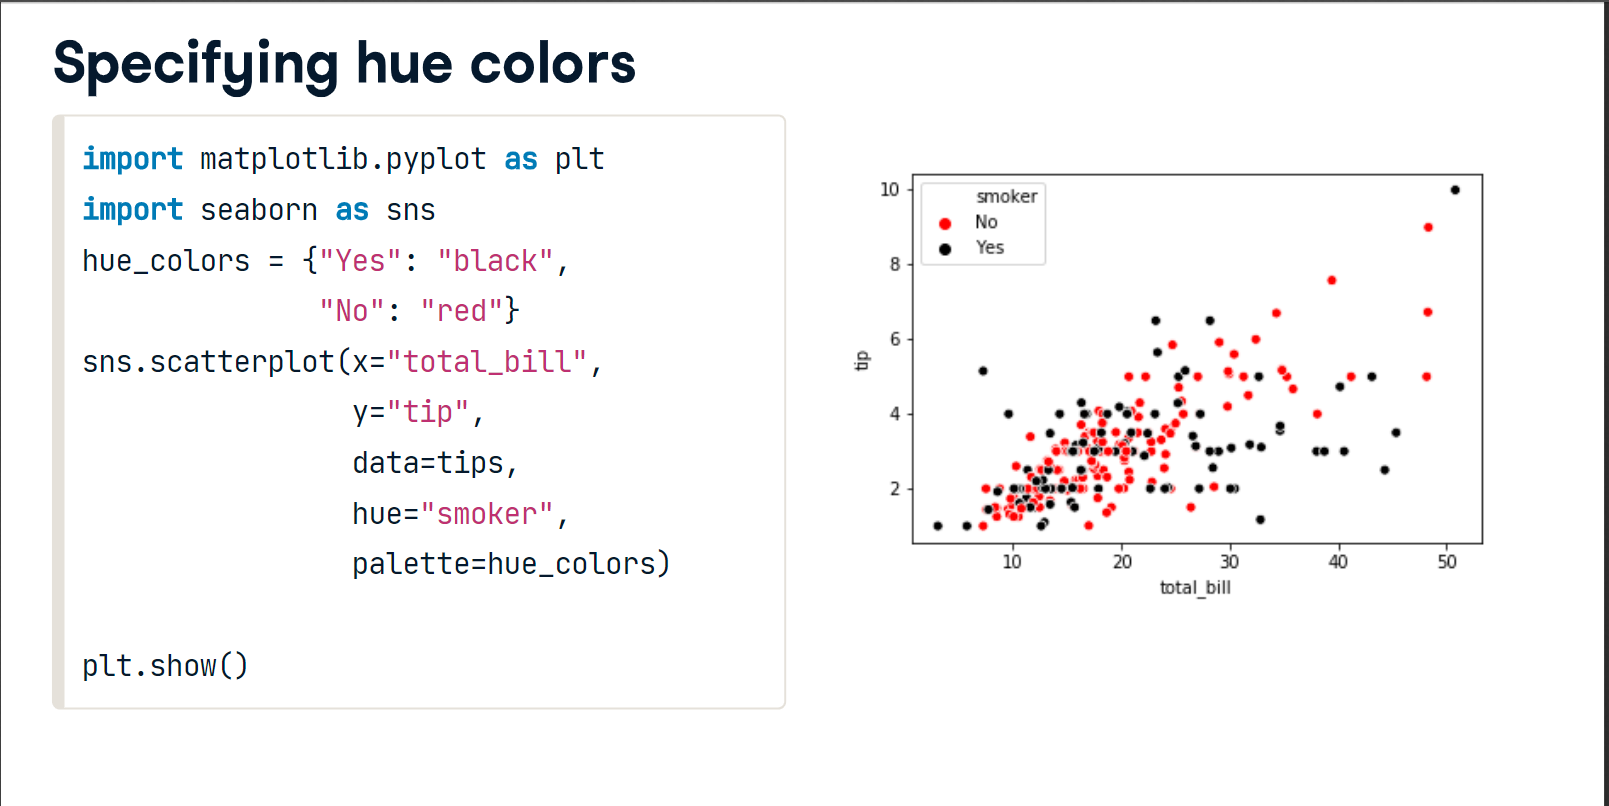 Specifying hue colors
import matplotlib.pyplot as plt
import seaborn as sns
hue_colors = {"Yes": "black",
"No": "red"}
sns.scatterplot(x="total_bill",
y="tip",
data=tips,
hue="smoker",
palette=hue_colors)
plt.show()
smoker
No
Yes
10
8
6
4
2
tip
10 20 30 40 50
total_bill